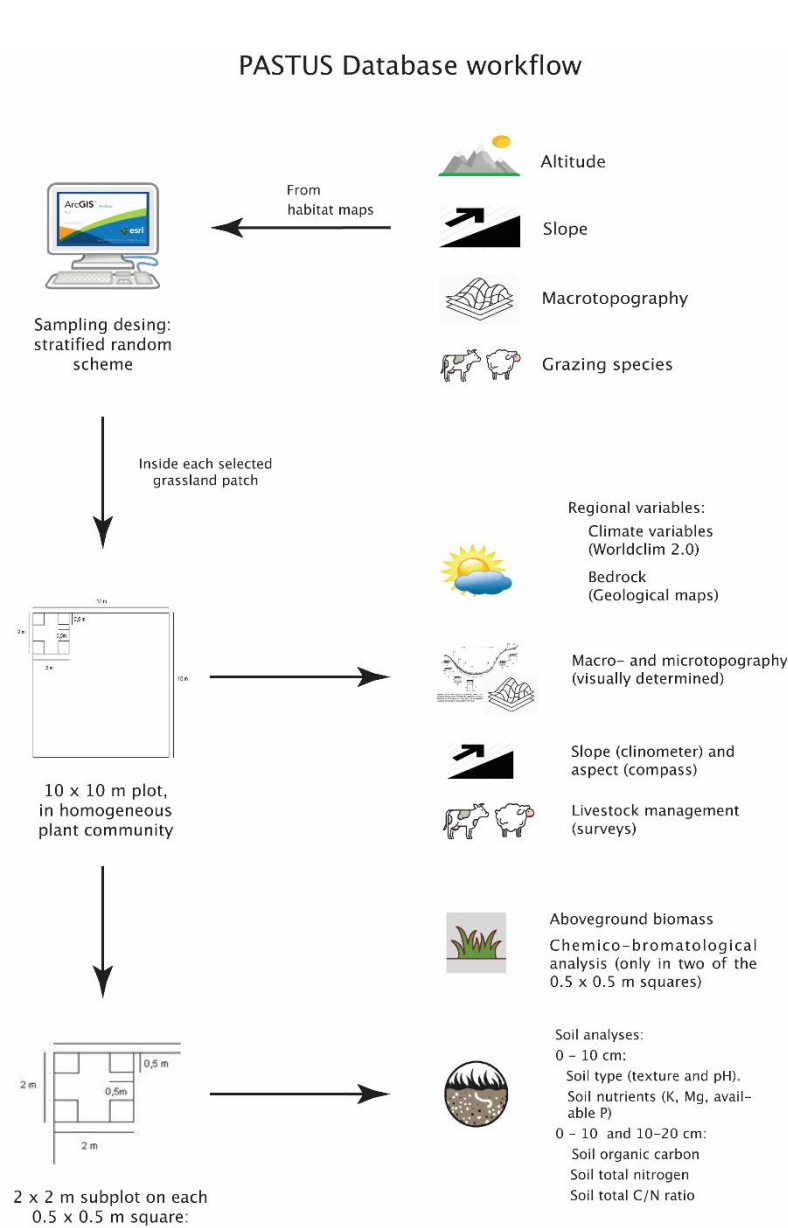 PASTUS Database workflow
Altitude
From
habitat maps
ArcGIS
esri
Slope
Macrotopography
Sampling desing:
stratified random
scheme
Grazing species
Inside each selected
grassland patch
Regional variables:
Climate variables
(Worldclim 2.0)
Bedrock
(Geological maps)
10 m
0,5 m
2 m
0,5m
2 m
10 m
Macro- and microtopography
(visually determined)
Slope (clinometer) and
aspect (compass)
10 x 10 m plot,
in homogeneous
plant community
Livestock management
(surveys)
Aboveground biomass
Chemico-bromatological
analysis (only in two of the
0.5 x 0.5 m squares)
Soil analyses:
0 - 10 cm:
Soil type (texture and pH).
Soil nutrients (K, Mg, avail-
able P)
0 - 10 and 10-20 cm:
Soil organic carbon
Soil total nitrogen
Soil total C/N ratio
0,5 m
2 m
0,5m
2 m
2 x 2 m subplot on each
0.5 x 0.5 m square: